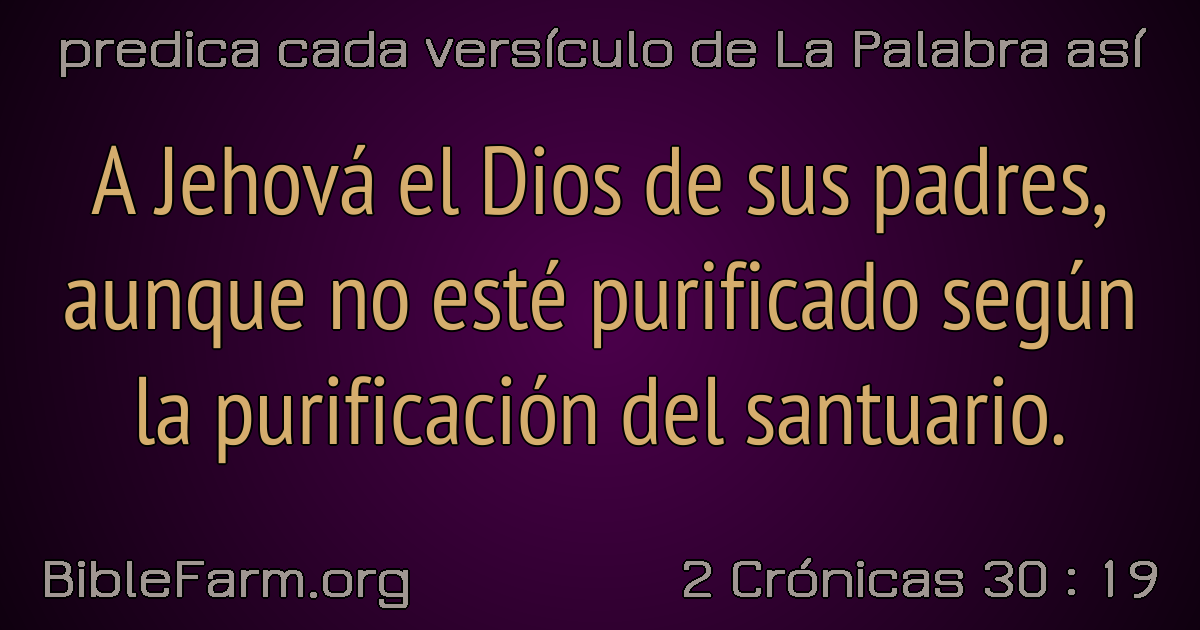 predica cada versículo de La Palabra así
A Jehová el Dios de sus padres,
aunque no esté purificado según
la purificación del santuario.
BibleFarm.org
2 Crónicas 30 : 19